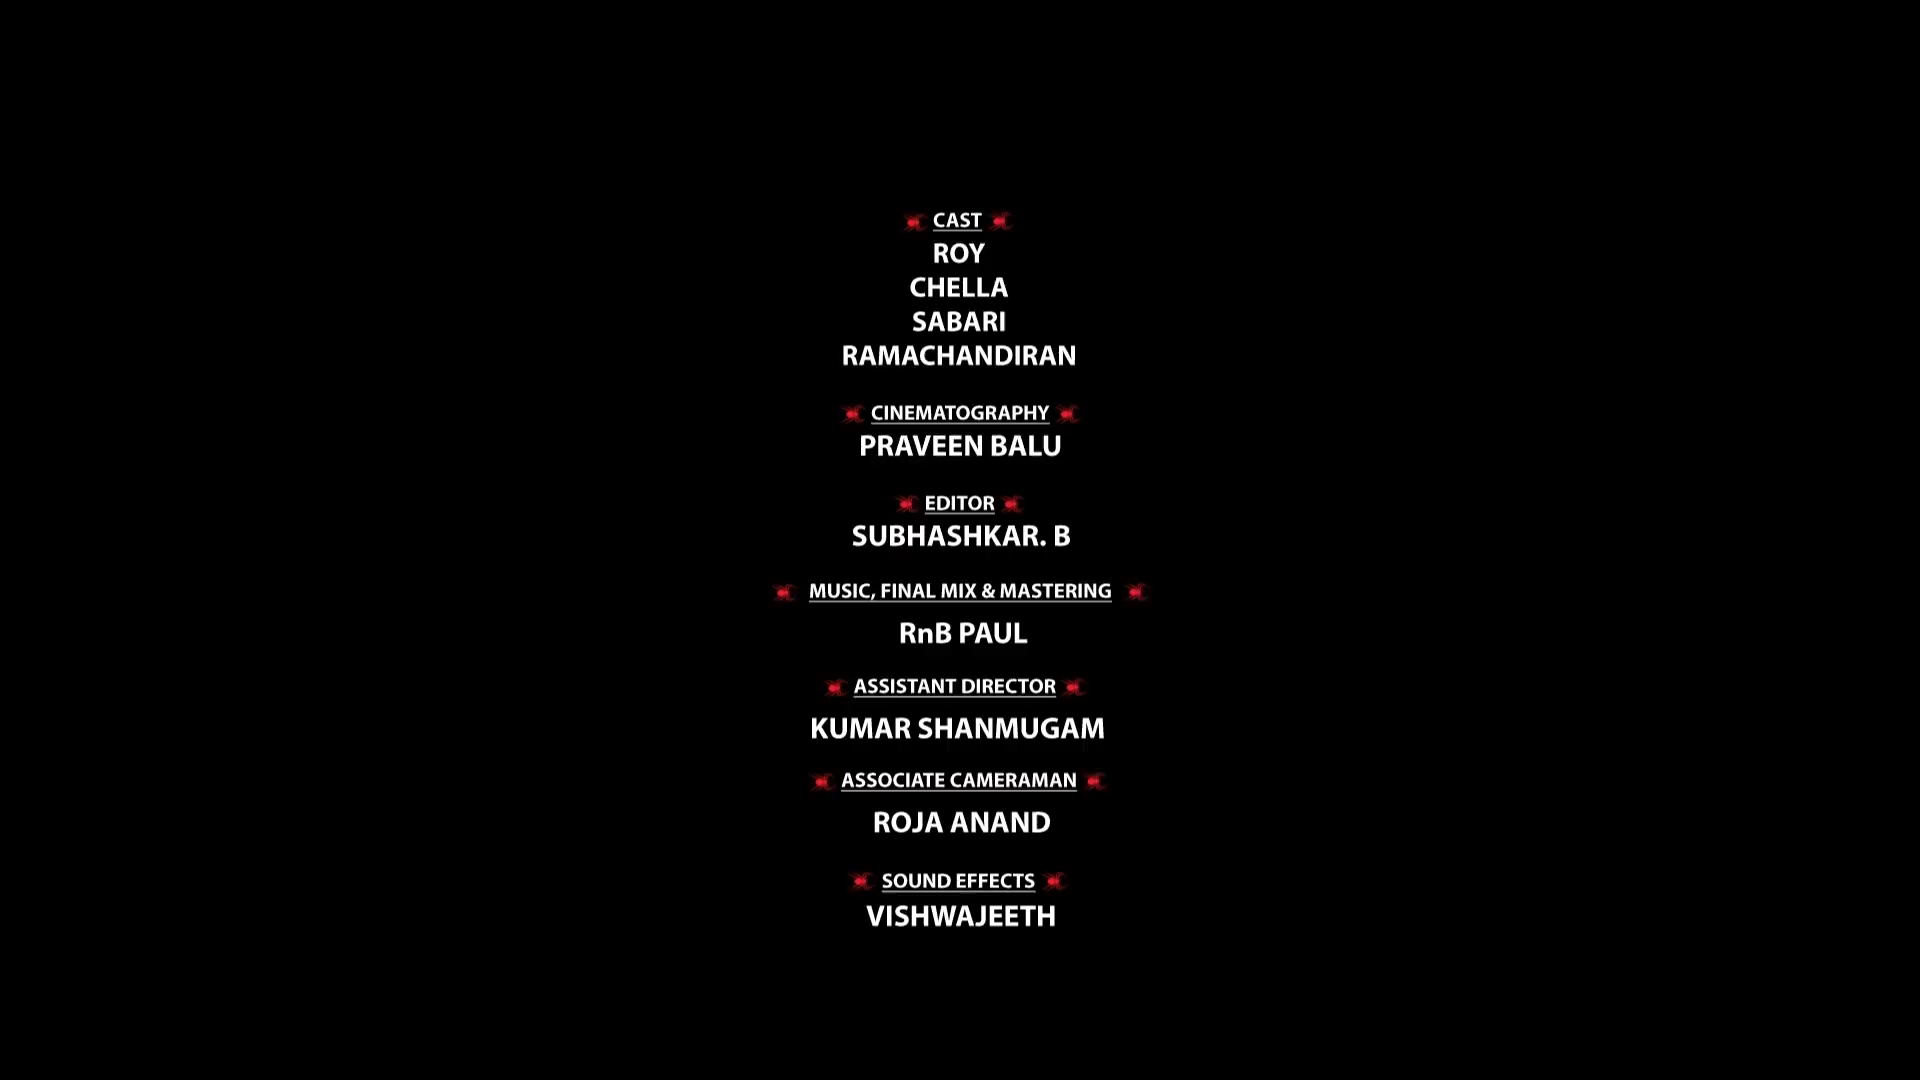 CAST
ROY
CHELLA
SABARI
RAMACHANDIRAN
CINEMATOGRAPHY
PRAVEEN BALU
EDITOR
SUBHASHKAR. B
MUSIC, FINAL MIX & MASTERING
RnB PAUL
ASSISTANT DIRECTOR
KUMAR SHANMUGAM
ASSOCIATE CAMERAMAN
ROJA ANAND
SOUND EFFECTS
VISHWAJEETH